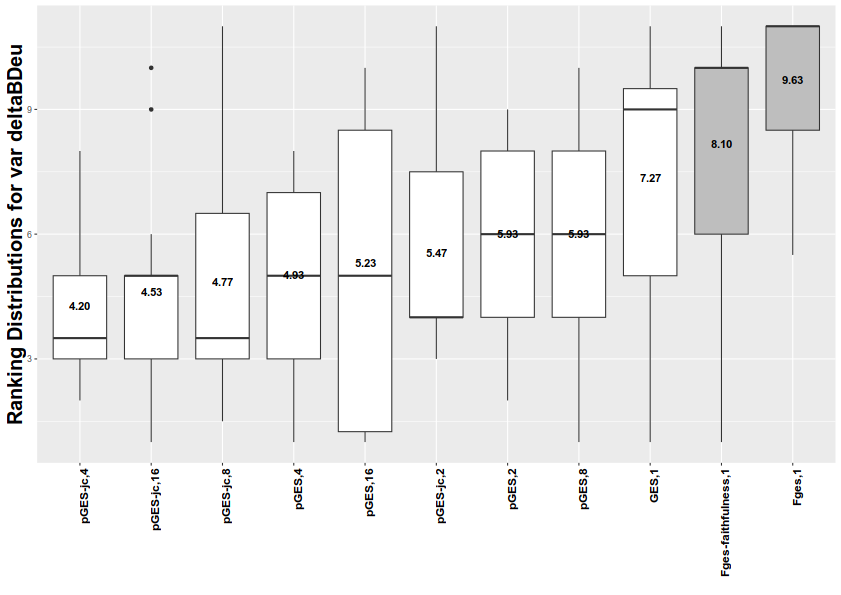 Ranking Distributions for var deltaBDeu
9
6
3
4.20
4.53
4.77
4.93
5.23
5.47
5.93
5.93
7.27
8.10
9.63
pGES-jc,4
pGES-jc,16
pGES-jc,8
pGES,4
pGES,16
pGES-jc,2
pGES,2
pGES,8
GES,1
Fges-faithfulness,1
Fges,1